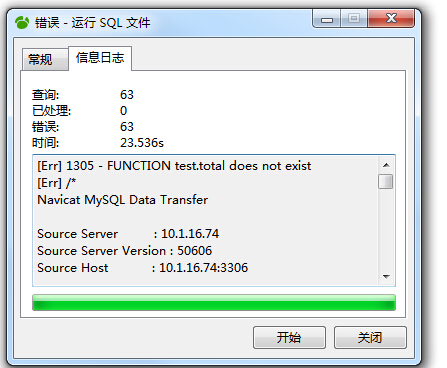 错误 - 运行 SQL 文件
常规 信息日志
查询: 63
已处理: 0
错误: 63
时间: 23.536s
[Err] 1305 - FUNCTION test.total does not exist
[Err] /*
Navicat MySQL Data Transfer
Source Server : 10.1.16.74
Source Server Version : 50606
Source Host : 10.1.16.74:3306
开始 关闭